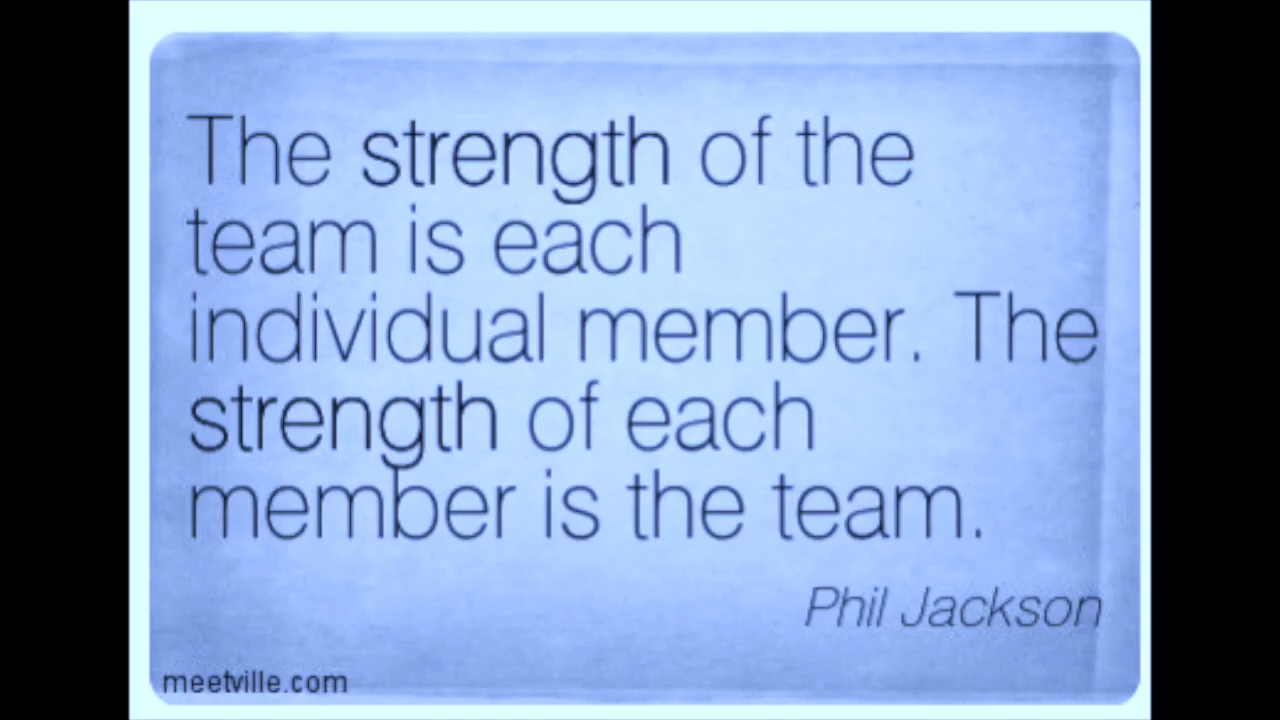 The strength of the
team is each
individual member. The
strength of each
member is the team.
Phil Jackson
meetville.com